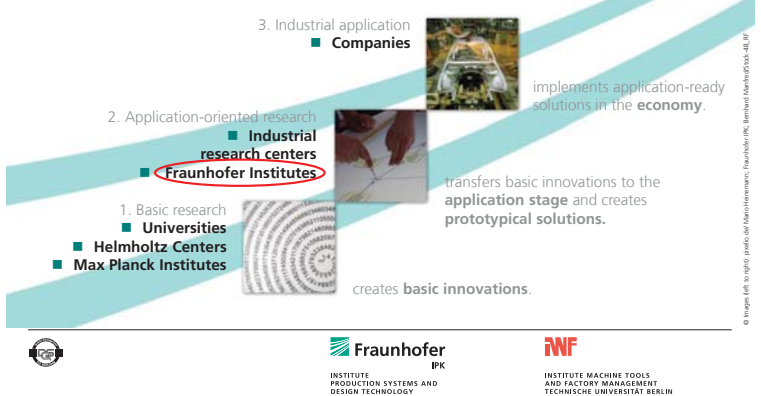 3. Industrial application
Companies
implements application-ready
solutions in the economy.
2. Application-oriented research
Industrial
research centers
Fraunhofer Institutes
transfers basic innovations to the
application stage and creates
prototypical solutions.
1. Basic research
Universities
Helmholtz Centers
Max Planck Institutes
creates basic innovations.
Fraunhofer
IPK
INSTITUTE
PRODUCTION SYSTEMS AND
DESIGN TECHNOLOGY
IWF
INSTITUTE MACHINE TOOLS
AND FACTORY MANAGEMENT
TECHNISCHE UNIVERSITÄT BERLIN